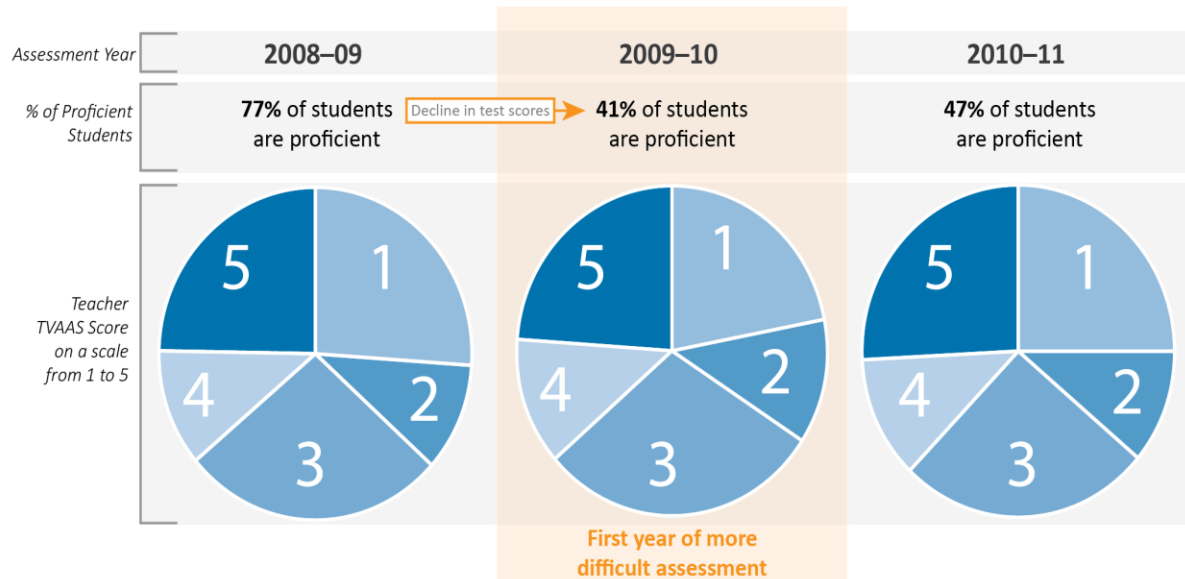 Assessment Year
2008–09
2009–10
2010–11
% of Proficient
Students
77% of students
are proficient
Decline in test scores
41% of students
are proficient
47% of students
are proficient
Teacher
TVAAS Score
on a scale
from 1 to 5
5
1
4
2
3
5
1
4
2
3
5
1
4
2
3
First year of more
difficult assessment